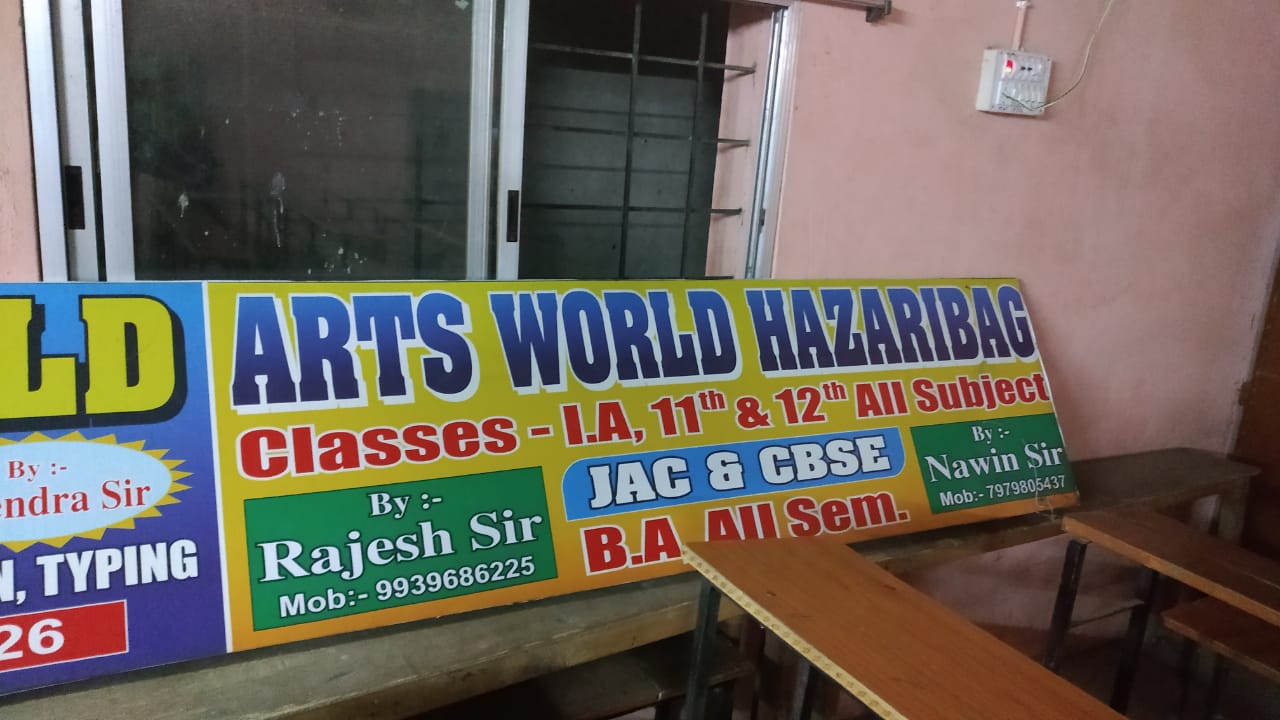 LD
By :-
endra Sir
N, TYPING
26
ARTS WORLD HAZARIBAG
Classes - I.A, 11th & 12th All Subject
JAC & CBSE
B.A All Sem.
By :-
Rajesh Sir
Mob:- 9939686225
By :-
Nawin Sir
Mob:- 7979805437